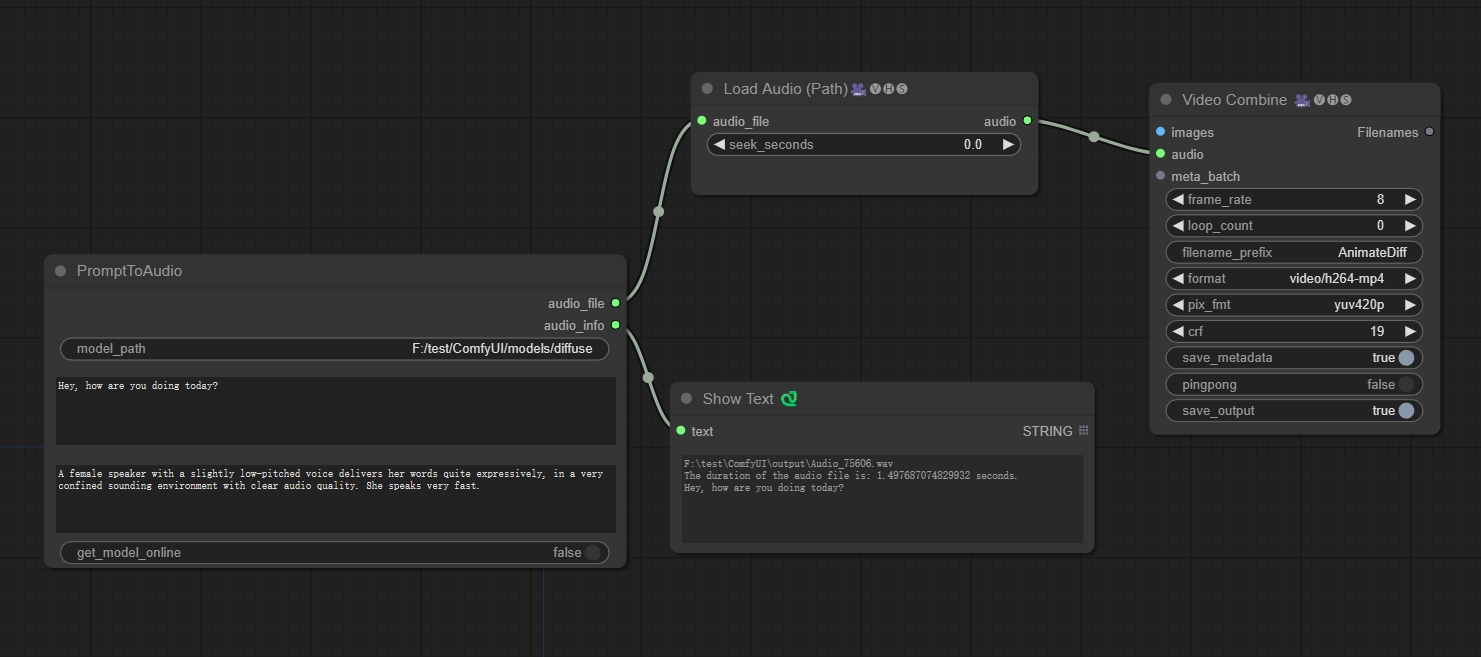 Load Audio (Path) VHS
audio_file
audio
seek_seconds 0.0
Video Combine VHS
images
Filenames
audio
meta_batch
frame_rate 8
loop_count 0
filename_prefix AnimateDiff
format video/h264-mp4
pix_fmt yuv420p
crf 19
save_metadata true
pingpong false
save_output true
PromptToAudio
audio_file
audio_info
model_path F:/test/ComfyUI/models/diffuse
Hey, how are you doing today?
A female speaker with a slightly low-pitched voice delivers her words quite expressively, in a very
confined sounding environment with clear audio quality. She speaks very fast.
get_model_online false
Show Text
text
STRING
F:\test\ComfyUI\output\Audio_75606.wav
The duration of the audio file is: 1.497687074829932 seconds.
Hey, how are you doing today?